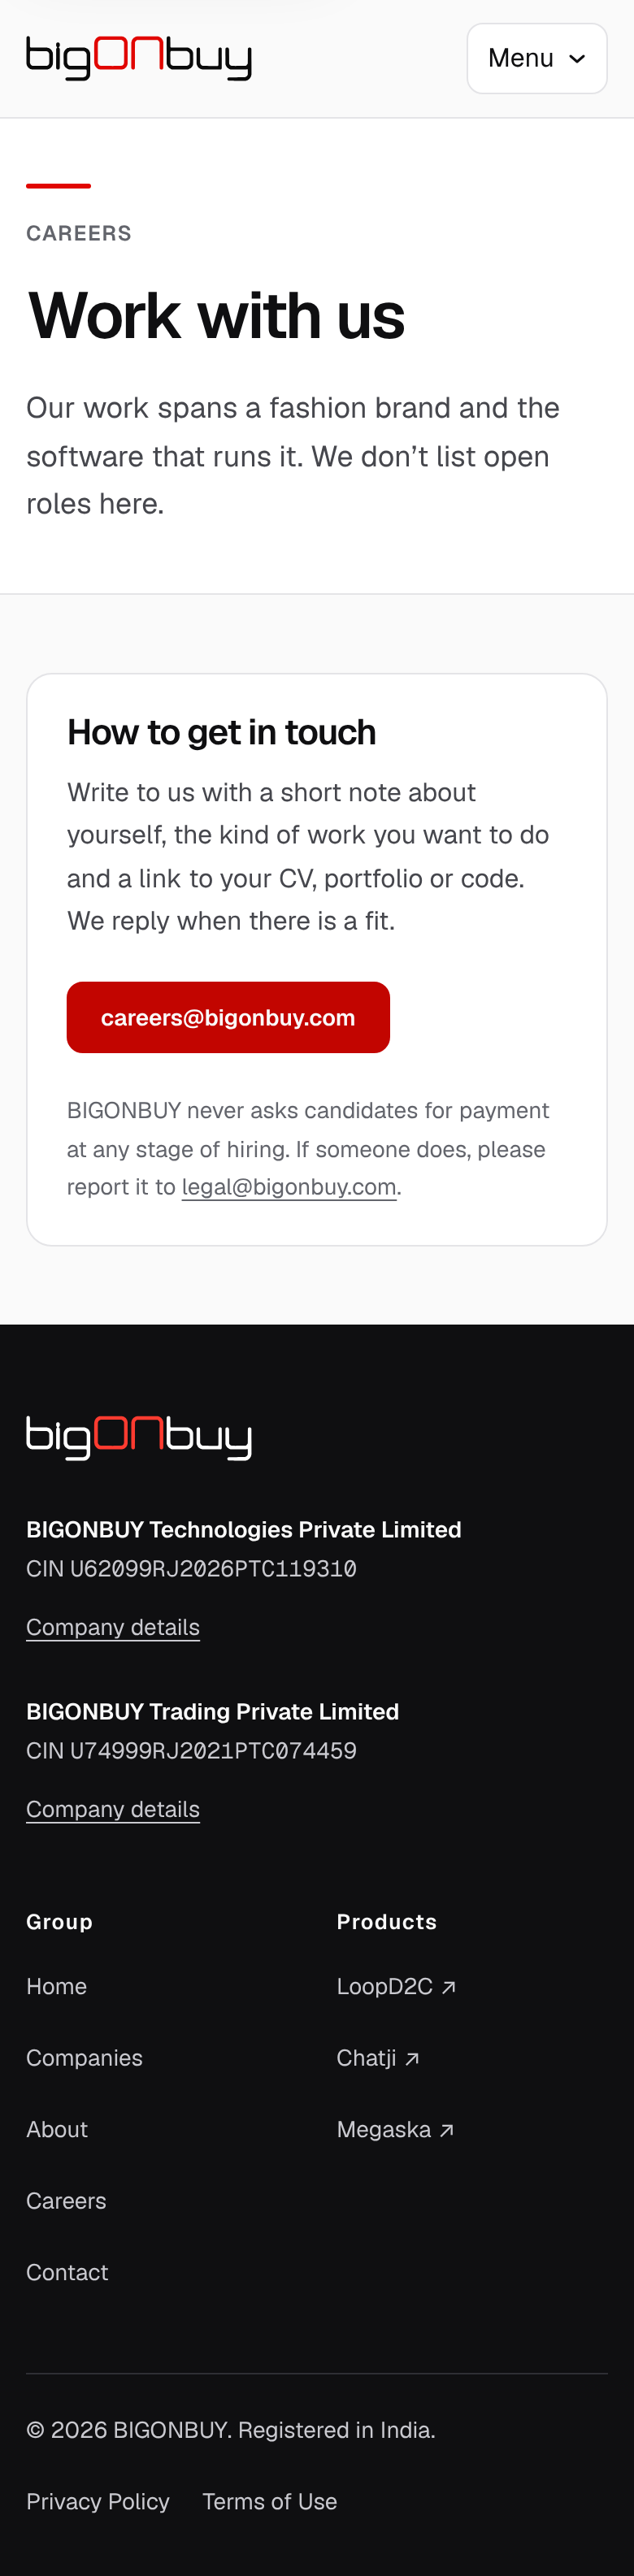 bigONbuy
Menu
CAREERS
Work with us
Our work spans a fashion brand and the
software that runs it. We don’t list open
roles here.
How to get in touch
Write to us with a short note about
yourself, the kind of work you want to do
and a link to your CV, portfolio or code.
We reply when there is a fit.
careers@bigonbuy.com
BIGONBUY never asks candidates for payment
at any stage of hiring. If someone does, please
report it to legal@bigonbuy.com.
bigONbuy
BIGONBUY Technologies Private Limited
CIN U62099RJ2026PTC119310
Company details
BIGONBUY Trading Private Limited
CIN U74999RJ2021PTC074459
Company details
Group
Home
Companies
About
Careers
Contact
Products
LoopD2C ↗
Chatji ↗
Megaska ↗
© 2026 BIGONBUY. Registered in India.
Privacy Policy Terms of Use